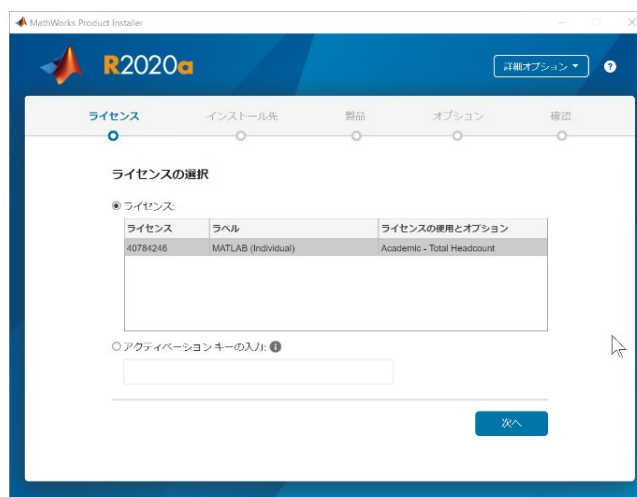 MathWorks Product Installer
R2020a
詳細オプション
?
ライセンス インストール先 製品 オプション 確認
ライセンスの選択
ライセンス:
ライセンス ラベル ライセンスの使用とオプション
40784246 MATLAB (Individual) Academic - Total Headcount
アクティベーション キーの入力:
次へ